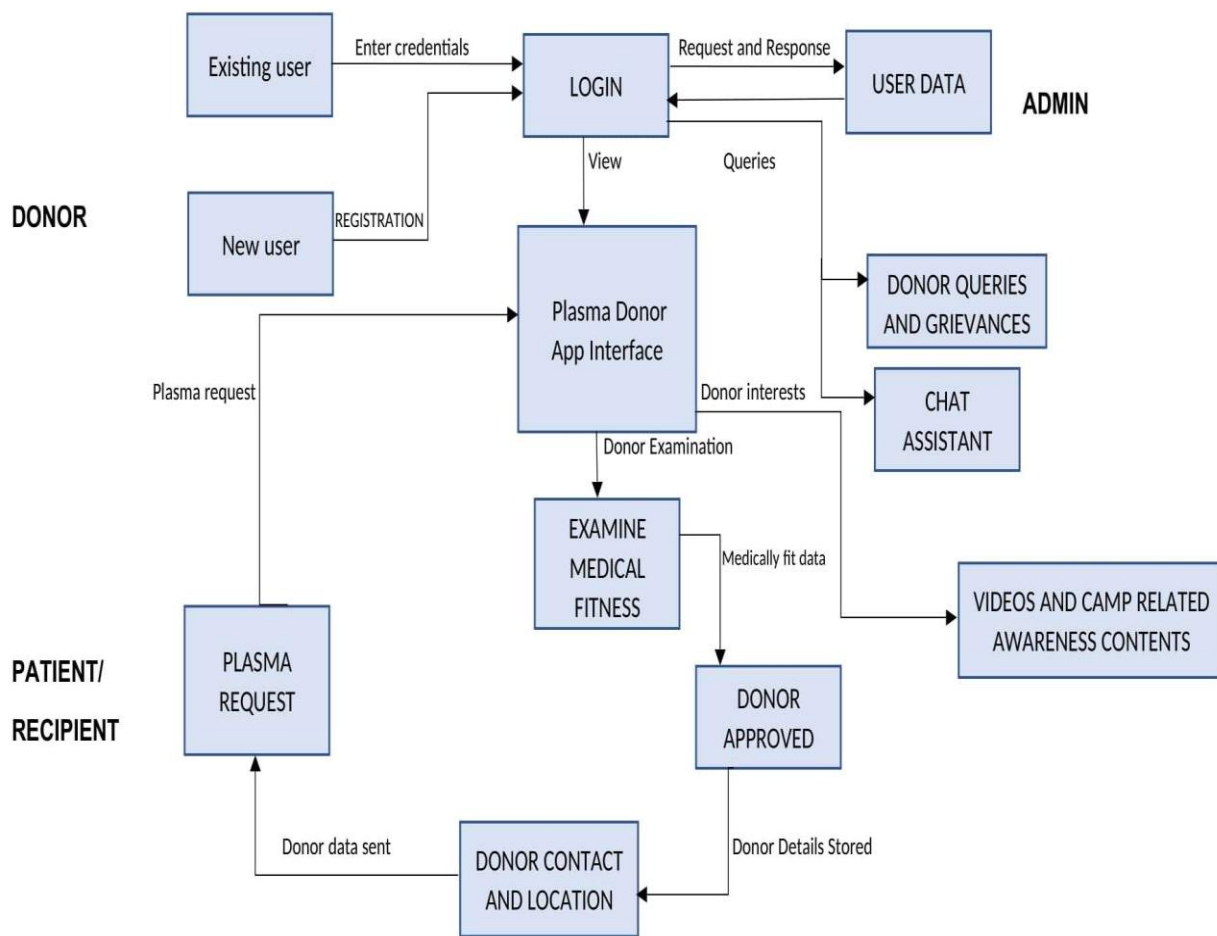 Existing user
Enter credentials
LOGIN
Request and Response
USER DATA
ADMIN
View
Queries
DONOR
New user
REGISTRATION
Plasma Donor
App Interface
DONOR QUERIES
AND GRIEVANCES
Plasma request
Donor interests
CHAT
ASSISTANT
Donor Examination
EXAMINE
MEDICAL
FITNESS
Medically fit data
VIDEOS AND CAMP RELATED
AWARENESS CONTENTS
PATIENT/
RECIPIENT
PLASMA
REQUEST
DONOR
APPROVED
Donor data sent
DONOR CONTACT
AND LOCATION
Donor Details Stored